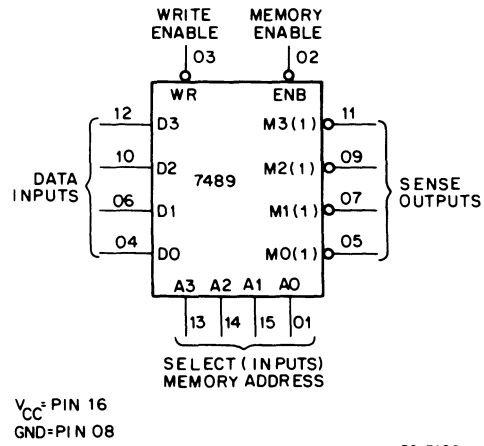 WRITE ENABLE
MEMORY ENABLE
03
02
WR
ENB
12
D3
M3(1)
11
10
D2
M2(1)
09
7489
DATA INPUTS
SENSE OUTPUTS
06
D1
M1(1)
07
04
D0
M0(1)
05
A3 A2 A1 A0
13 14 15 01
SELECT (INPUTS)
MEMORY ADDRESS
VCC= PIN 16
GND=PIN 08